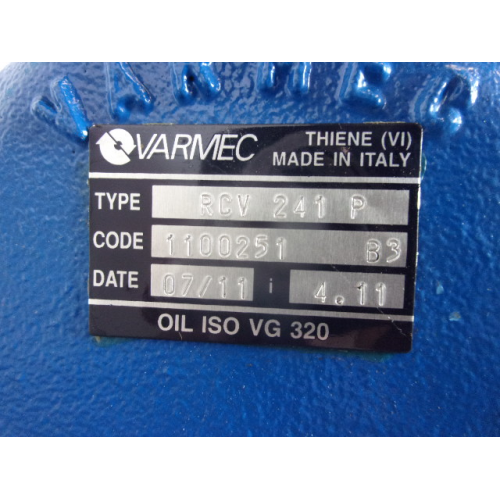 VARMEC
VARMEC THIENE (VI)
MADE IN ITALY
TYPE RCV 241 P
CODE 1100251 B3
DATE 07/11 i 4.11
OIL ISO VG 320